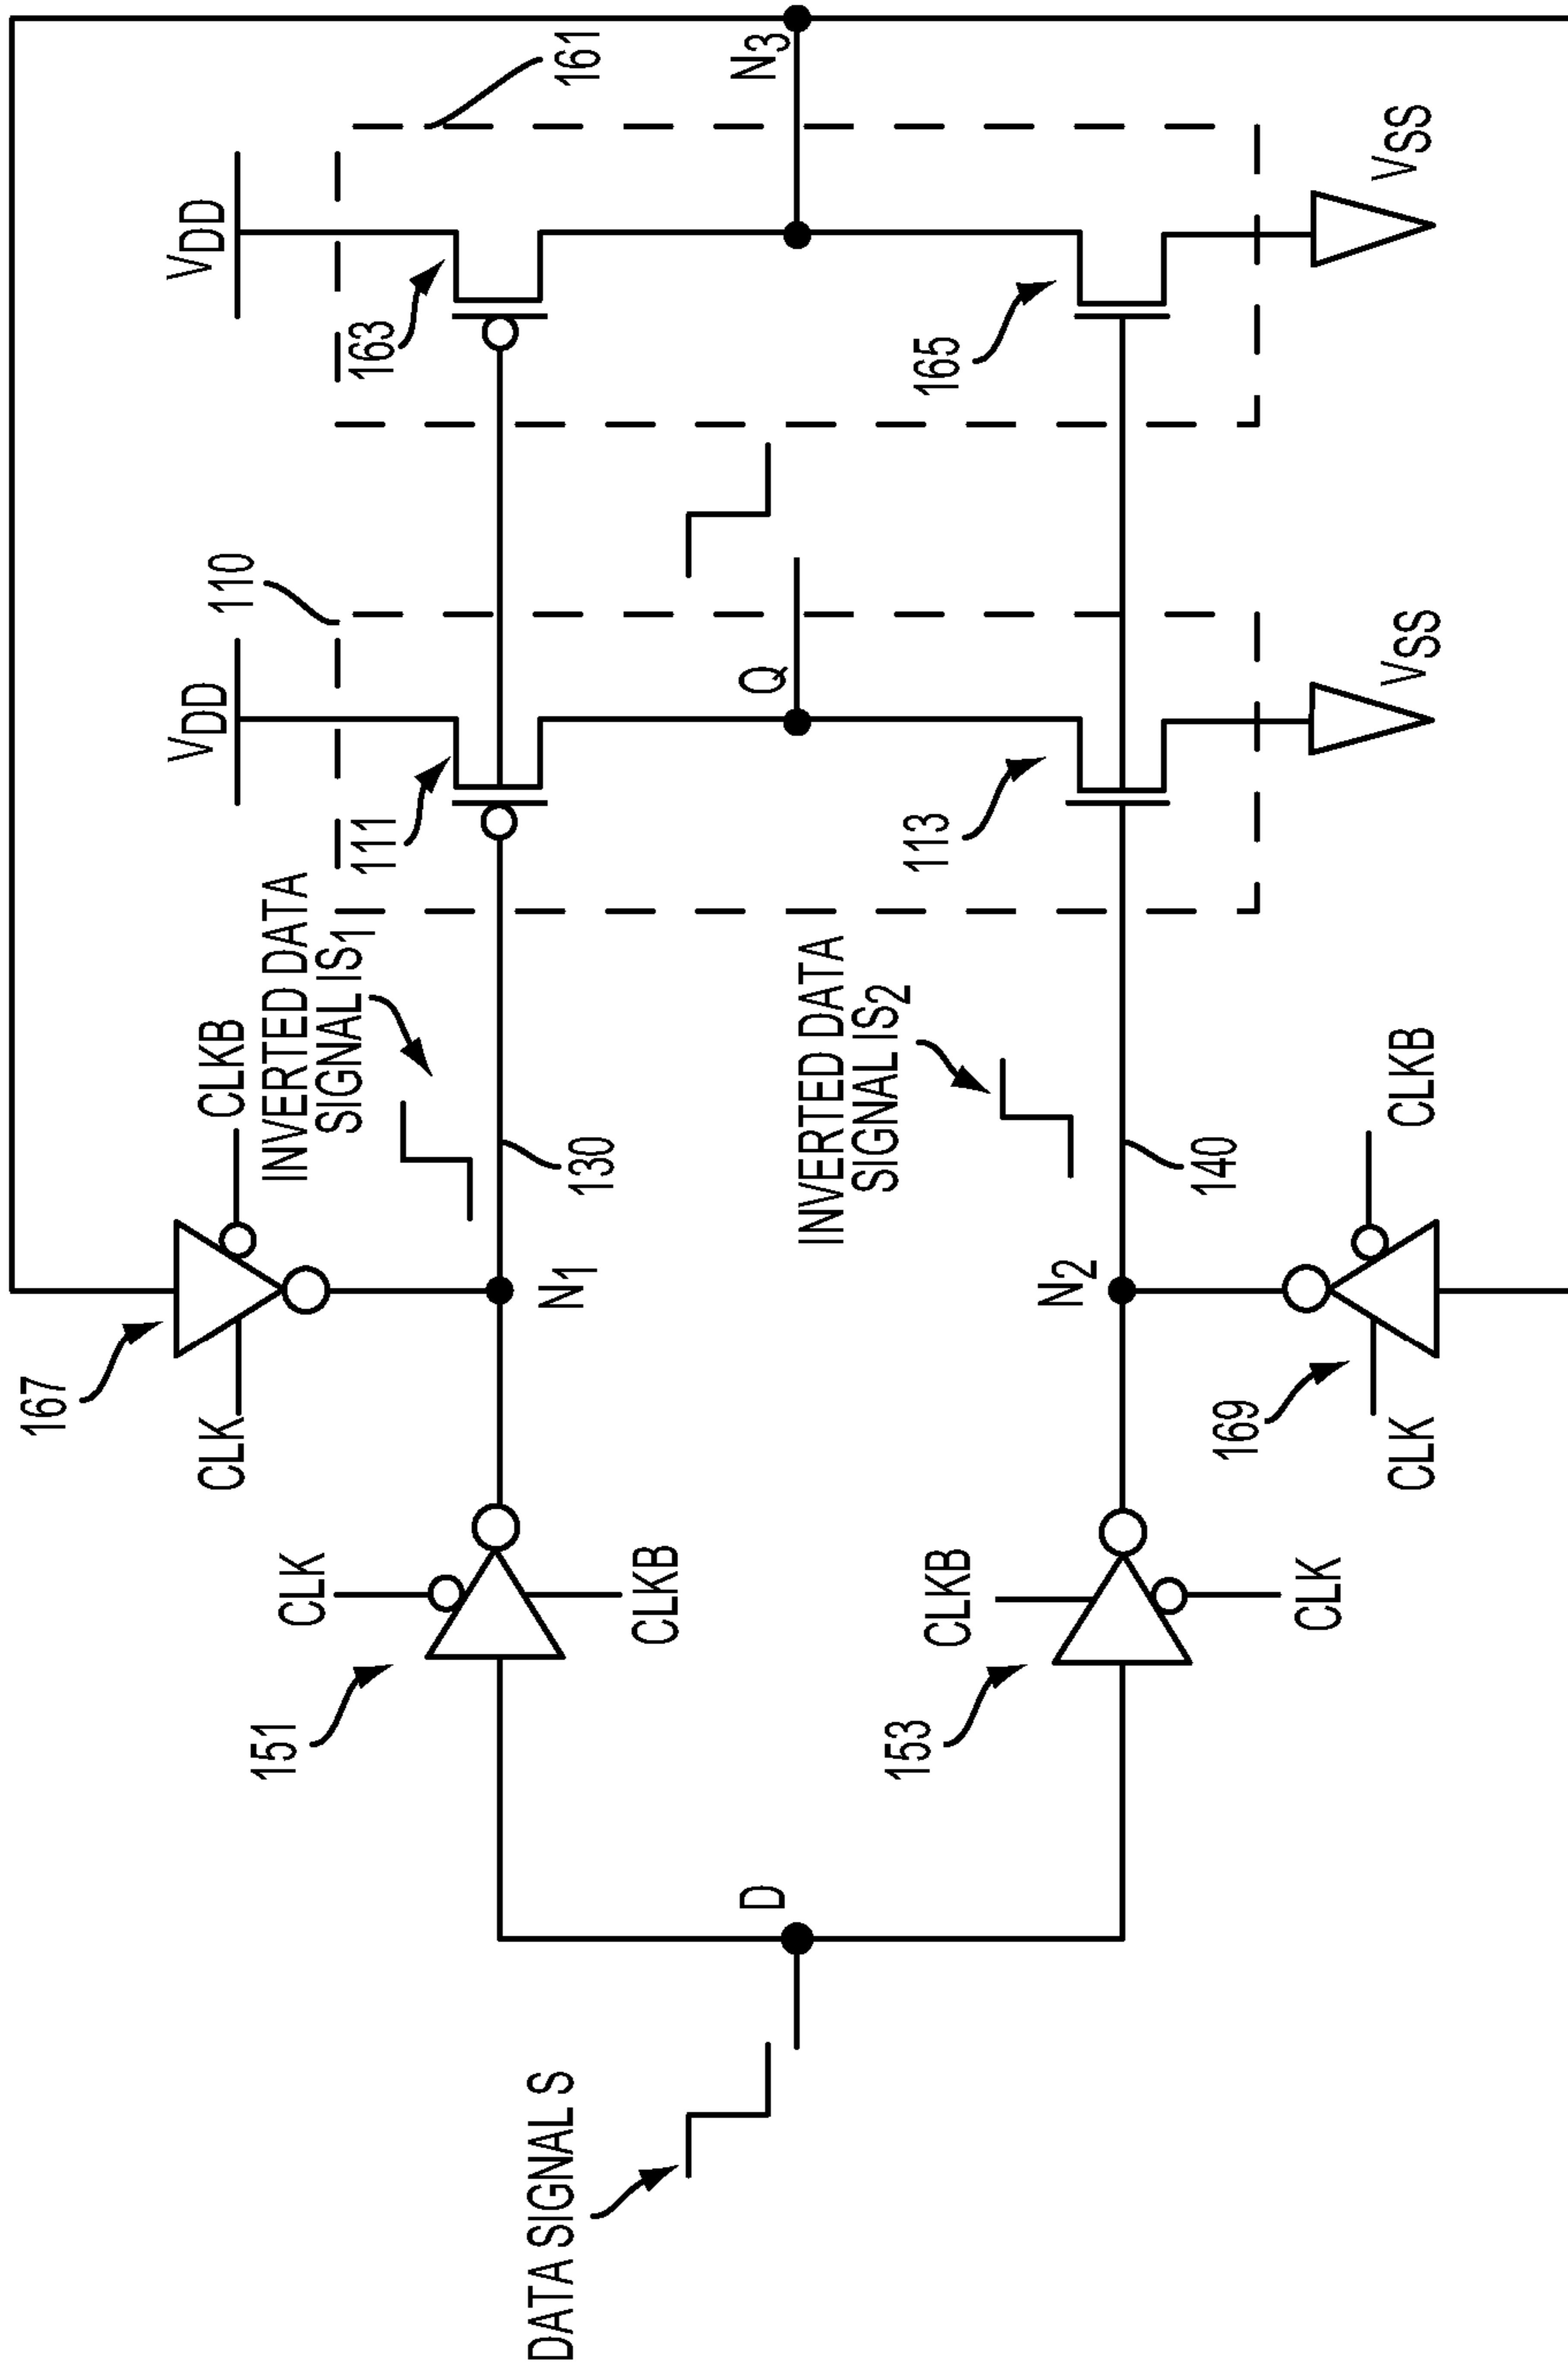 167
CLK
CLKB
INVERTED DATA
SIGNAL IS1
VDD
110
VDD
161
151
CLK
CLKB
N1
130
111
163
N3
DATA SIGNAL S
D
Q
INVERTED DATA
SIGNAL IS2
153
CLKB
CLK
N2
140
113
165
169
CLK
CLKB
VSS
VSS